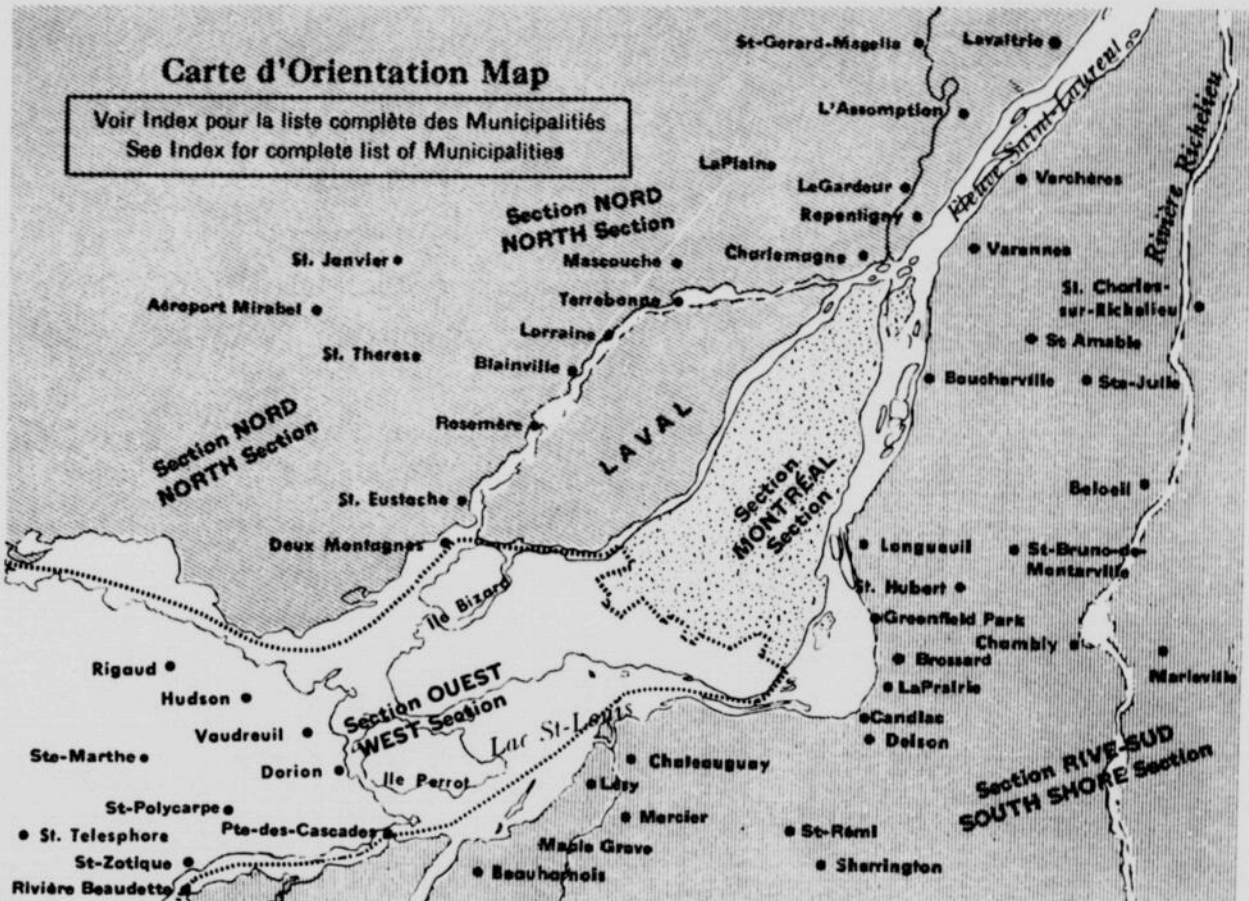 Carte d'Orientation Map
Voir Index pour la liste complète des Municipalitiés
See Index for complete list of Municipalities
St-Gerard-Magella
Lavaltrie
L'Assomption
Fleuve Saint-Laurent
Rivière Richelieu
LaPlaine
LeGardeur
Repentigny
Varchères
Section NORD
NORTH Section
St. Janvier
Mascouche
Charlemagne
Varannes
Aéroport Mirabel
Terrebonne
St. Charles-
sur-Richelieu
Lorraine
St Amable
St. Therese
Blainville
Boucharville
Ste-Julie
Rosemère
LAVAL
Section NORD
NORTH Section
Section
MONTRÉAL
Section
St. Eustache
Beloeil
Deux Montagnes
Longueuil
St-Bruno-de-
Montarville
Ile Bizard
St. Hubert
Greenfield Park
Chambly
Rigaud
Brossard
Marieville
Hudson
LaPrairie
Section OUEST
WEST Section
Vaudreuil
Lac St-Louis
Candiac
Delson
Ste-Marthe
Dorion
Ile Perrot
Chateauguay
Léry
Section RIVE-SUD
SOUTH SHORE Section
St-Polycarpe
Mercier
St. Telesphore
Pte-des-Cascades
St-Rémi
Maple Grove
St-Zotique
Beauharnois
Sherrington
Rivière Beaudette